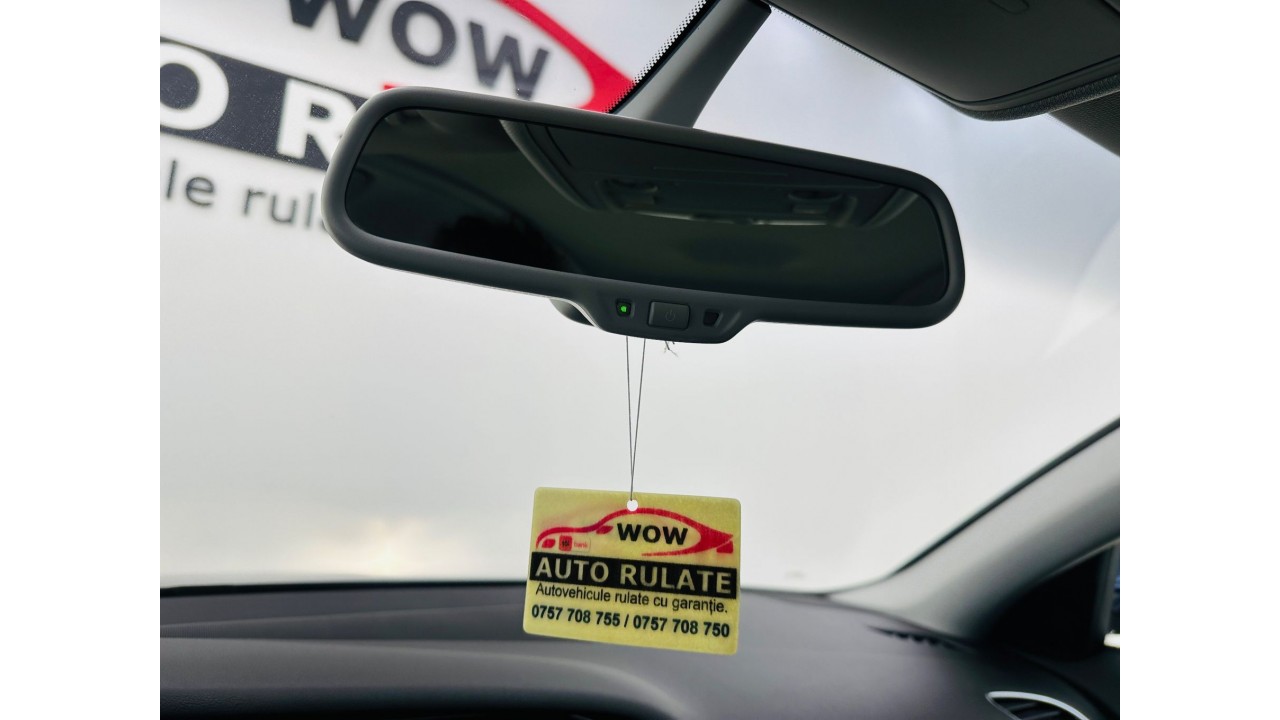 WOW
O R
le rul
WOW
AUTO RULATE
Autovehicule rulate cu garanție.
0757 708 755 / 0757 708 750